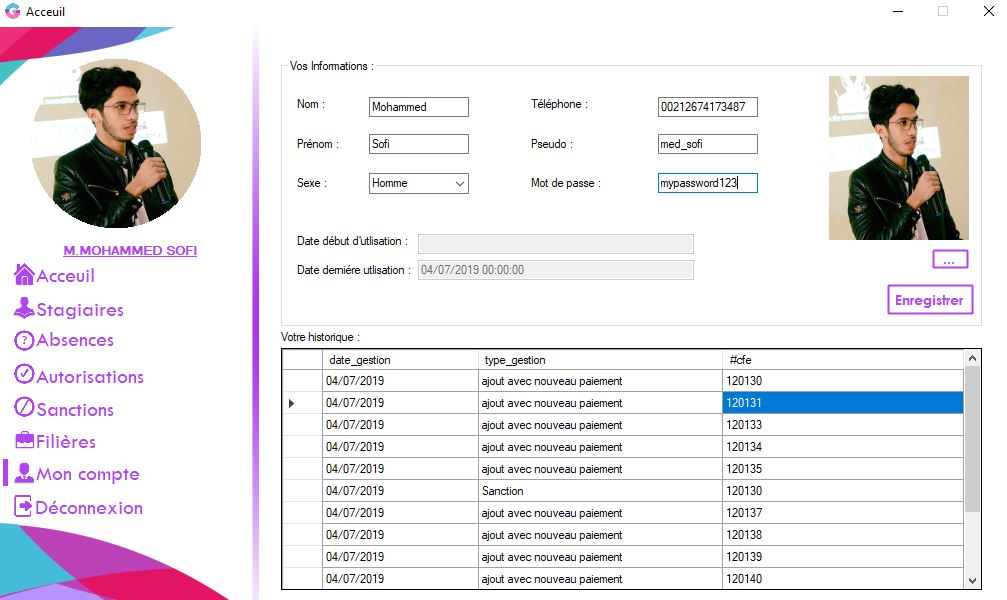 Acceuil
M.MOHAMMED SOFI
Acceuil
Stagiaires
Absences
Autorisations
Sanctions
Filières
Mon compte
Déconnexion
Vos Informations :
Nom : Mohammed Téléphone : 00212674173487
Prénom : Sofi Pseudo : med_sofi
Sexe : Homme Mot de passe : mypassword123
Date début d'utlisation :
Date derniére utlisation : 04/07/2019 00:00:00
...
Enregistrer
Votre historique :
date_gestion type_gestion #cfe
04/07/2019 ajout avec nouveau paiement 120130
04/07/2019 ajout avec nouveau paiement 120131
04/07/2019 ajout avec nouveau paiement 120133
04/07/2019 ajout avec nouveau paiement 120134
04/07/2019 ajout avec nouveau paiement 120135
04/07/2019 Sanction 120130
04/07/2019 ajout avec nouveau paiement 120137
04/07/2019 ajout avec nouveau paiement 120138
04/07/2019 ajout avec nouveau paiement 120139
04/07/2019 ajout avec nouveau paiement 120140